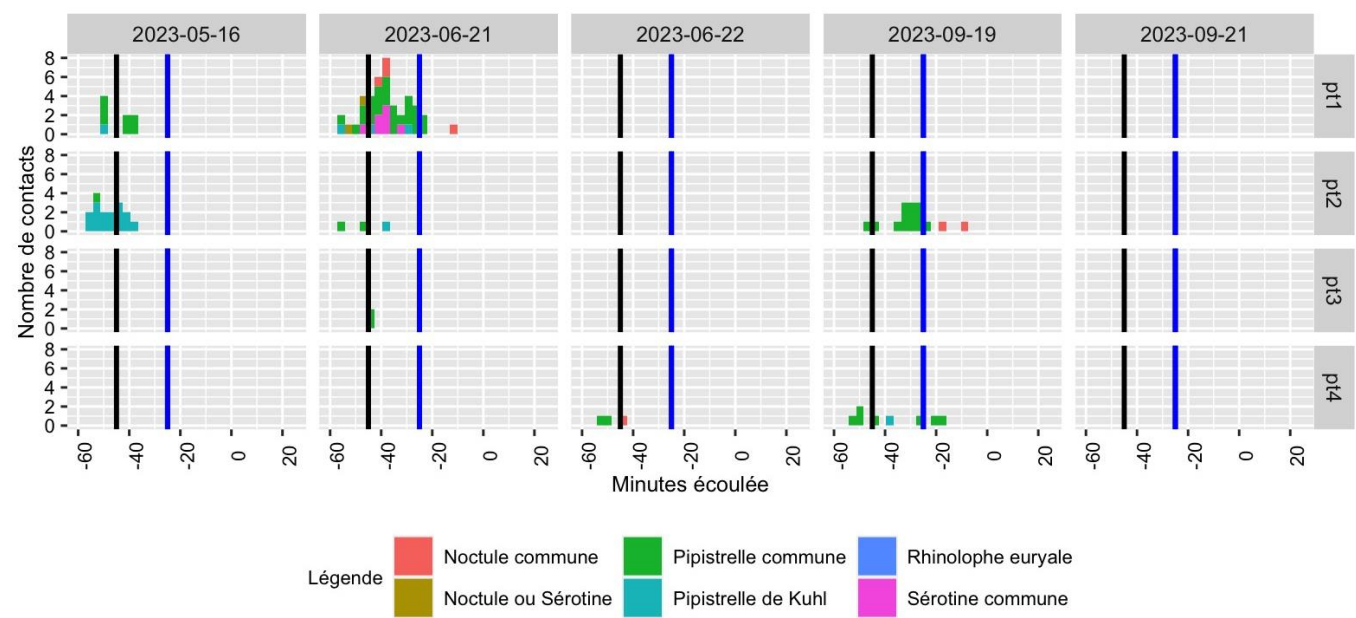 2023-05-16 2023-06-21 2023-06-22 2023-09-19 2023-09-21
Nombre de contacts
8
6
4
2
0
pt1
8
6
4
2
0
pt2
8
6
4
2
0
pt3
8
6
4
2
0
pt4
-60 -40 -20 0 20 -60 -40 -20 0 20 -60 -40 -20 0 20 -60 -40 -20 0 20 -60 -40 -20 0 20
Minutes écoulée
Légende
Noctule commune Pipistrelle commune Rhinolophe euryale
Noctule ou Sérotine Pipistrelle de Kuhl Sérotine commune